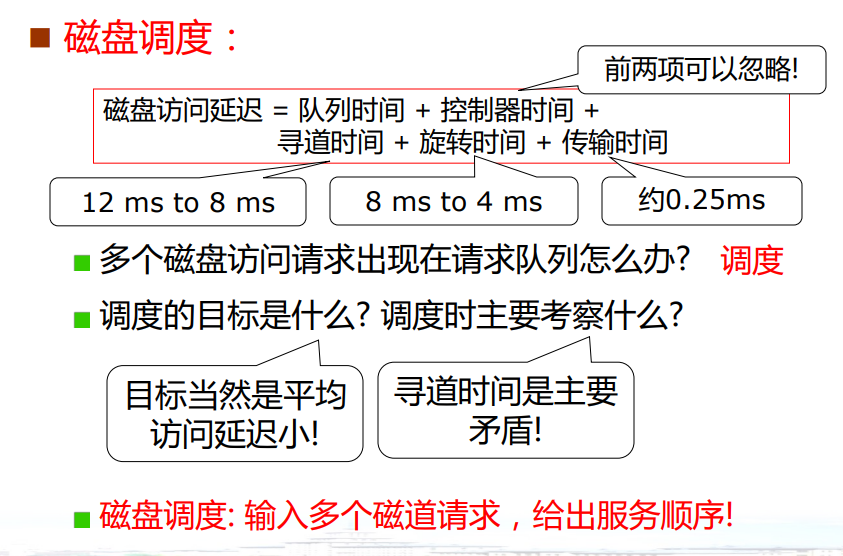 磁盘调度：
前两项可以忽略!
磁盘访问延迟 = 队列时间 + 控制器时间 +
寻道时间 + 旋转时间 + 传输时间
12 ms to 8 ms
8 ms to 4 ms
约0.25ms
多个磁盘访问请求出现在请求队列怎么办? 调度
调度的目标是什么? 调度时主要考察什么?
目标当然是平均
访问延迟小!
寻道时间是主要
矛盾!
磁盘调度: 输入多个磁道请求，给出服务顺序!